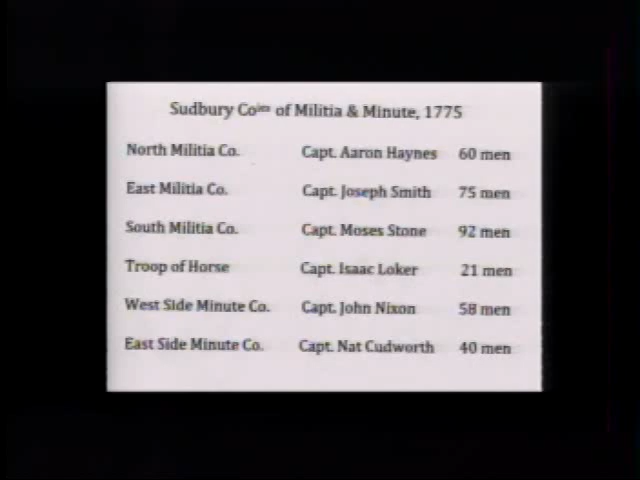 Sudbury Coies of Militia & Minute, 1775
North Militia Co. Capt. Aaron Haynes 60 men
East Militia Co. Capt. Joseph Smith 75 men
South Militia Co. Capt. Moses Stone 92 men
Troop of Horse Capt. Isaac Loker 21 men
West Side Minute Co. Capt. John Nixon 58 men
East Side Minute Co. Capt. Nat Cudworth 40 men